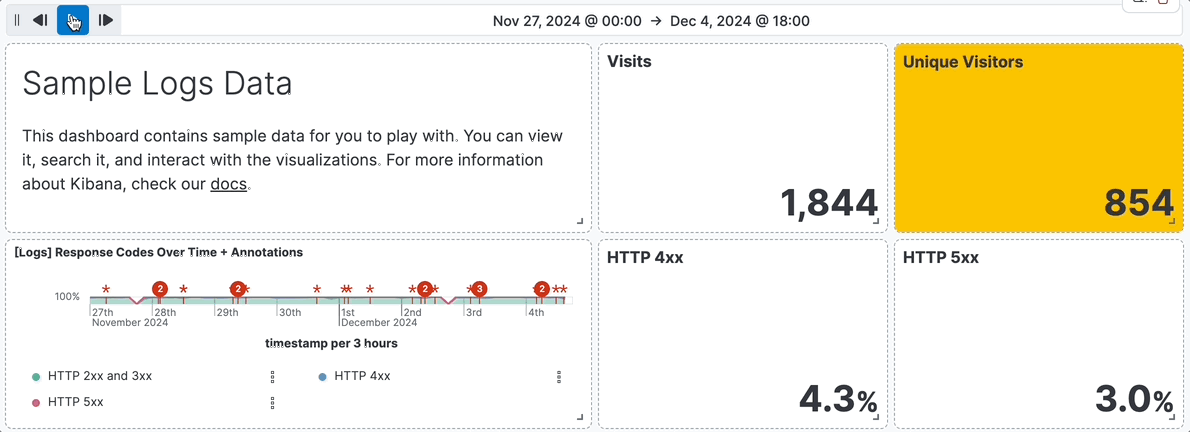 Nov 27, 2024 @ 00:00 → Dec 4, 2024 @ 18:00
Sample Logs Data
This dashboard contains sample data for you to play with. You can view
it, search it, and interact with the visualizations. For more information
about Kibana, check our docs.
Visits
1,844
Unique Visitors
854
[Logs] Response Codes Over Time + Annotations
100%
2
2
2
3
2
27th
28th
29th
30th
1st
2nd
3rd
4th
November 2024
December 2024
timestamp per 3 hours
HTTP 2xx and 3xx
HTTP 4xx
HTTP 5xx
HTTP 4xx
4.3%
HTTP 5xx
3.0%